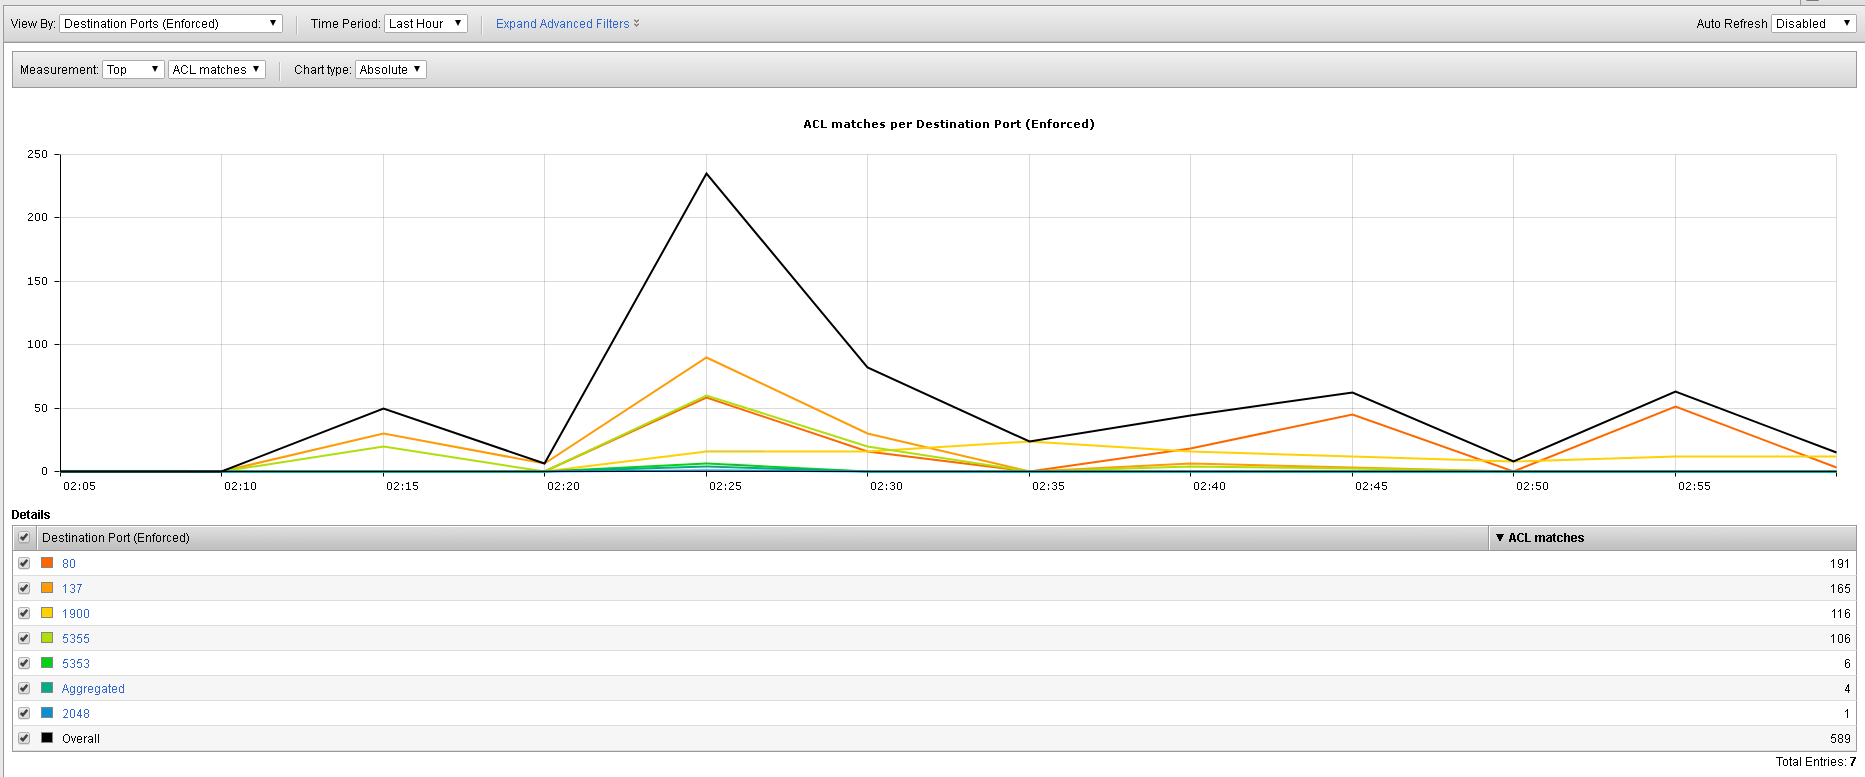 View By: Destination Ports (Enforced) Time Period: Last Hour Expand Advanced Filters Auto Refresh Disabled
Measurement: Top ACL matches Chart type: Absolute
ACL matches per Destination Port (Enforced)
250
200
150
100
50
0
02:05 02:10 02:15 02:20 02:25 02:30 02:35 02:40 02:45 02:50 02:55
Details
Destination Port (Enforced) ▼ ACL matches
80 191
137 165
1900 116
5355 106
5353 6
Aggregated 4
2048 1
Overall 589
Total Entries: 7